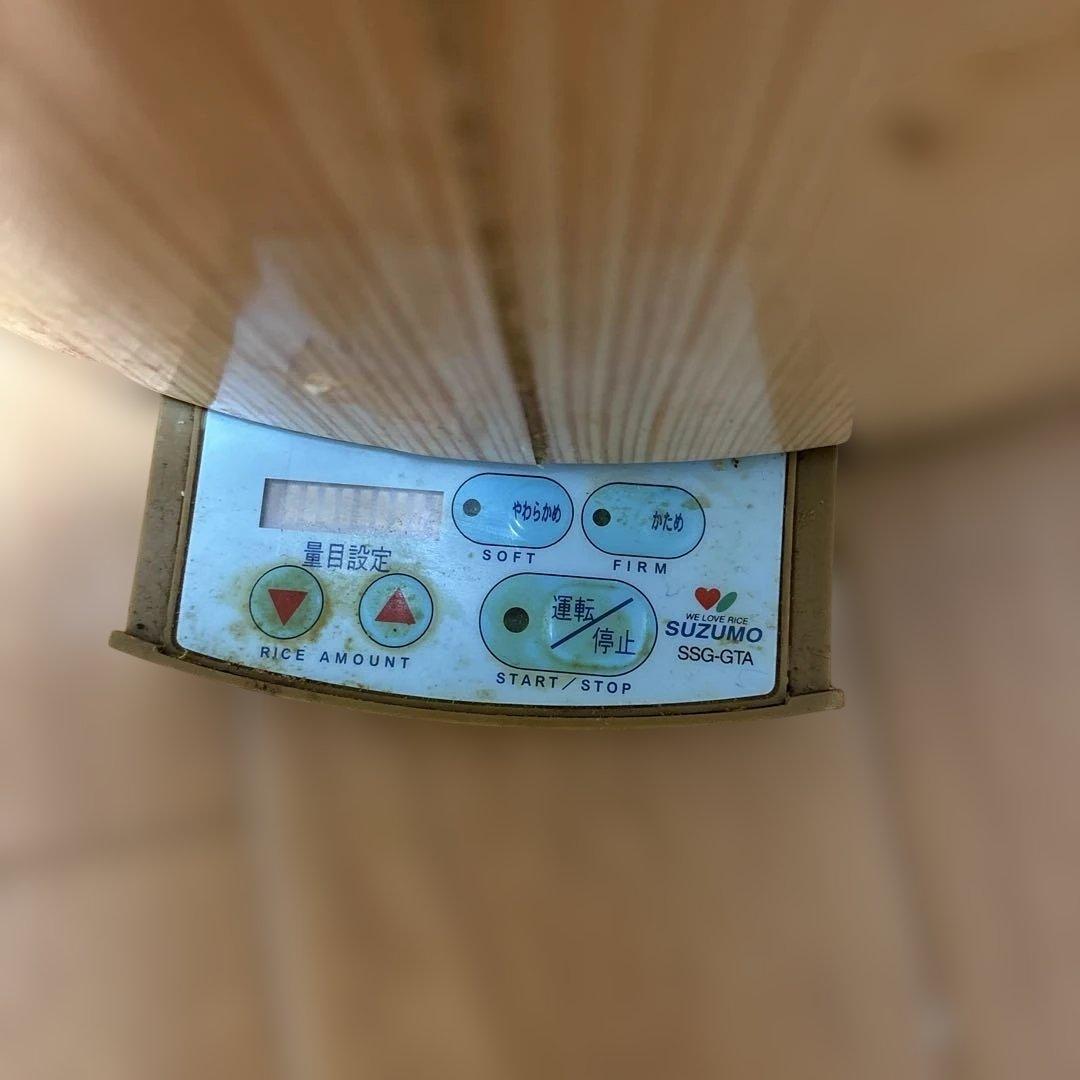 やわらかめ
かため
SOFT
FIRM
量目設定
RICE AMOUNT
運転/停止
START/STOP
WE LOVE RICE
SUZUMO
SSG-GTA